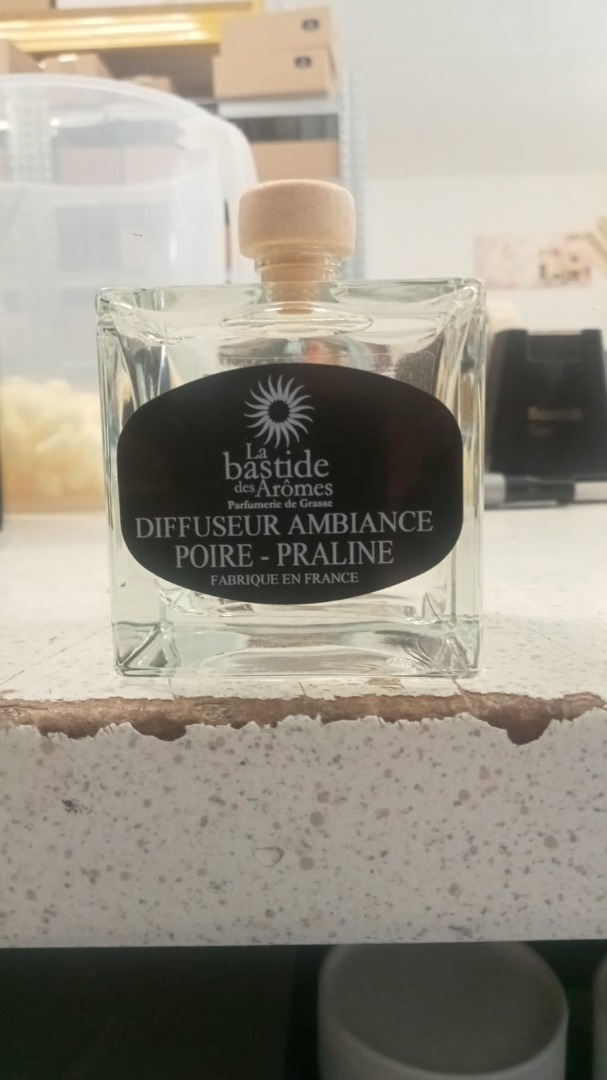 La
bastide
des Arômes
Parfumerie de Grasse
DIFFUSEUR AMBIANCE
POIRE - PRALINE
FABRIQUE EN FRANCE